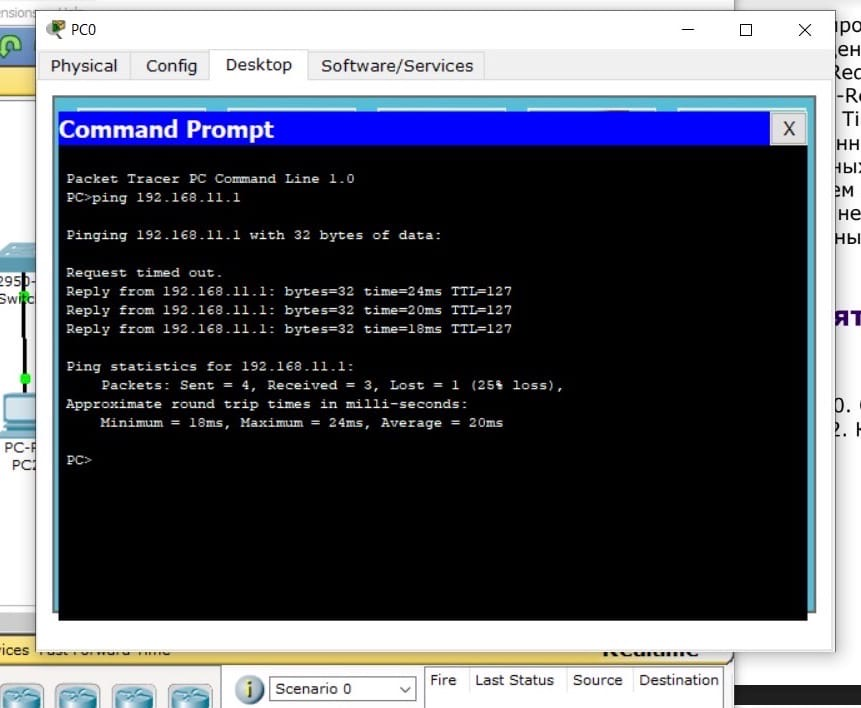 PC0
Physical Config Desktop Software/Services
Command Prompt X
Packet Tracer PC Command Line 1.0
PC>ping 192.168.11.1
Pinging 192.168.11.1 with 32 bytes of data:
Request timed out.
Reply from 192.168.11.1: bytes=32 time=24ms TTL=127
Reply from 192.168.11.1: bytes=32 time=20ms TTL=127
Reply from 192.168.11.1: bytes=32 time=18ms TTL=127
Ping statistics for 192.168.11.1:
Packets: Sent = 4, Received = 3, Lost = 1 (25% loss),
Approximate round trip times in milli-seconds:
Minimum = 18ms, Maximum = 24ms, Average = 20ms
PC>
2950-
Switc
PC-P
PC2
Realtime
i Scenario 0
Fire Last Status Source Destination